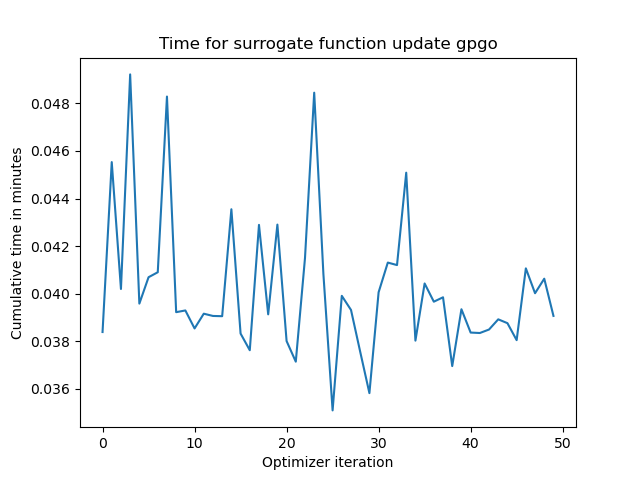 Time for surrogate function update gpgo
Cumulative time in minutes
0.048
0.046
0.044
0.042
0.040
0.038
0.036
0 10 20 30 40 50
Optimizer iteration